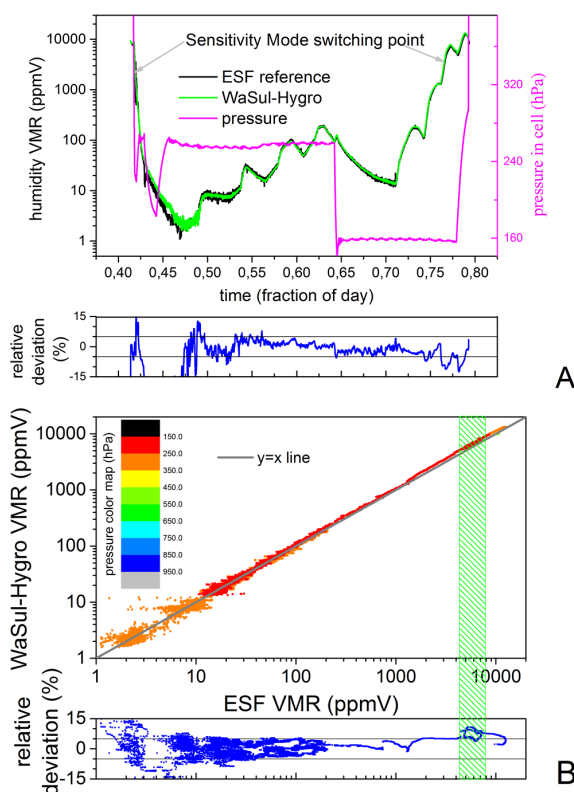 Sensitivity Mode switching point
ESF reference
WaSul-Hygro
pressure
humidity VMR (ppmV)
10000
1000
100
10
1
pressure in cell (hPa)
320
240
160
0,40 0,45 0,50 0,55 0,60 0,65 0,70 0,75 0,80
time (fraction of day)
relative
deviation
(%)
15
0
-15
A
WaSul-Hygro VMR (ppmV)
10000
1000
100
10
1
pressure color map (hPa)
150.0
250.0
350.0
450.0
550.0
650.0
750.0
850.0
950.0
y=x line
1 10 100 1000 10000
ESF VMR (ppmV)
relative
deviation (%)
15
0
-15
B